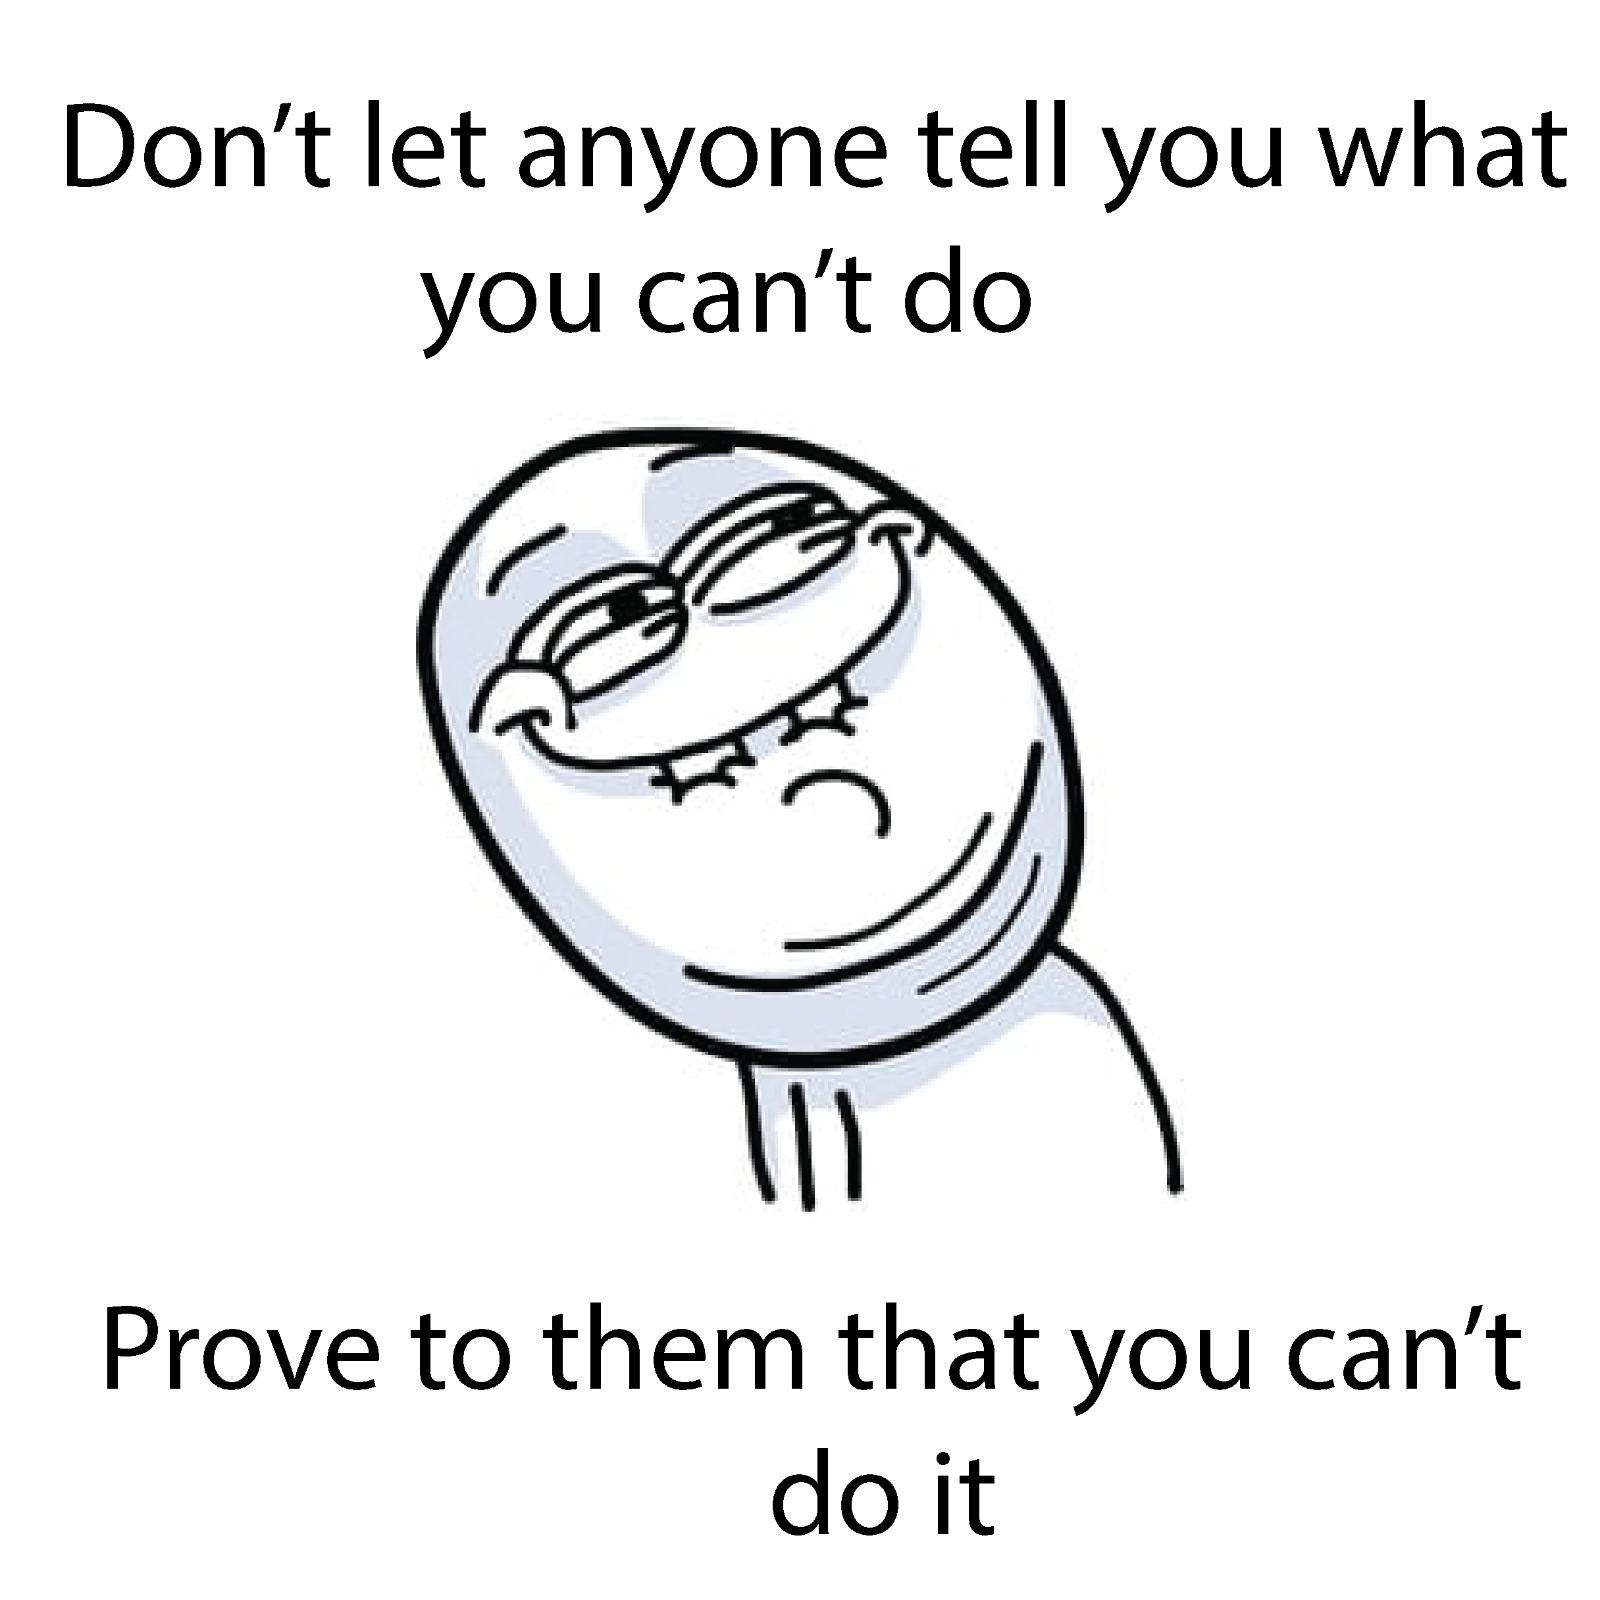 Don’t let anyone tell you what
you can’t do
Prove to them that you can’t
do it